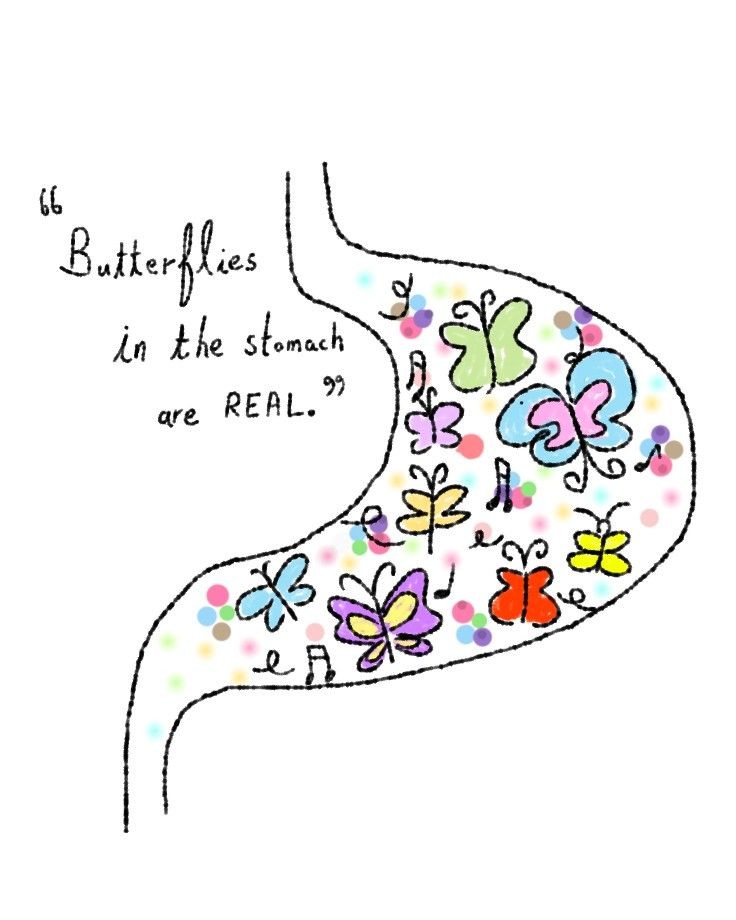 “Butterflies
in the stomach
are REAL.”